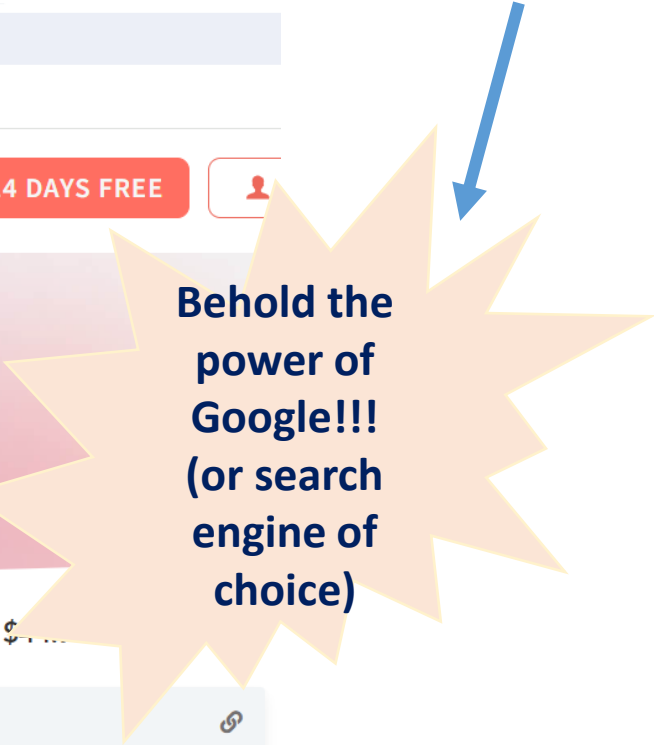 4 DAYS FREE
Behold the
power of
Google!!!
(or search
engine of
choice)
$